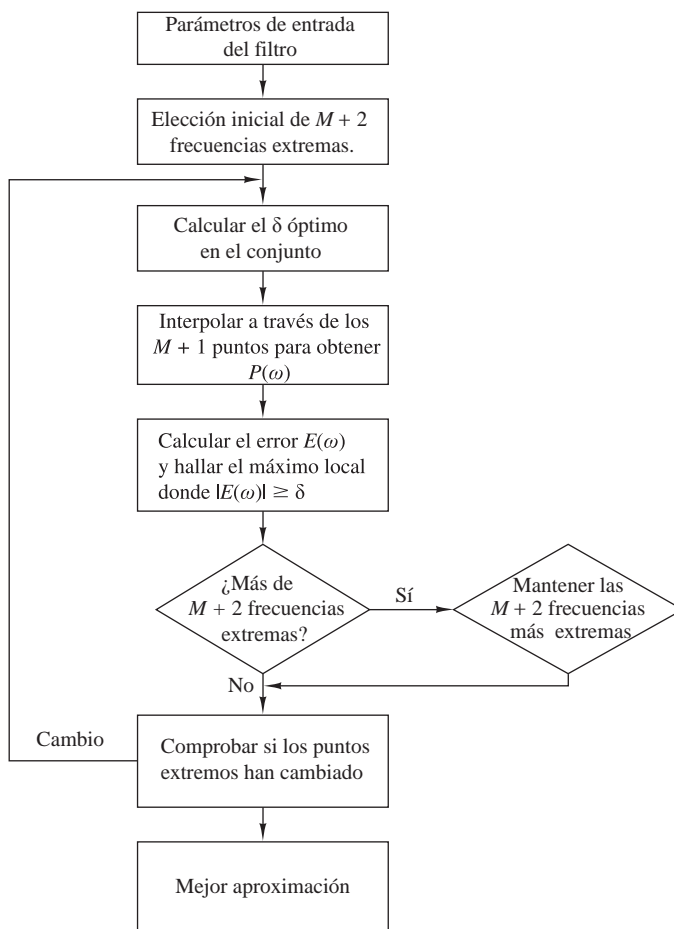 Parámetros de entrada
del filtro
Elección inicial de M + 2
frecuencias extremas.
Calcular el δ óptimo
en el conjunto
Interpolar a través de los
M + 1 puntos para obtener
P(ω)
Calcular el error E(ω)
y hallar el máximo local
donde |E(ω)| ≥ δ
¿Más de
M + 2 frecuencias
extremas?
Sí
Mantener las
M + 2 frecuencias
más extremas
No
Cambio
Comprobar si los puntos
extremos han cambiado
Mejor aproximación